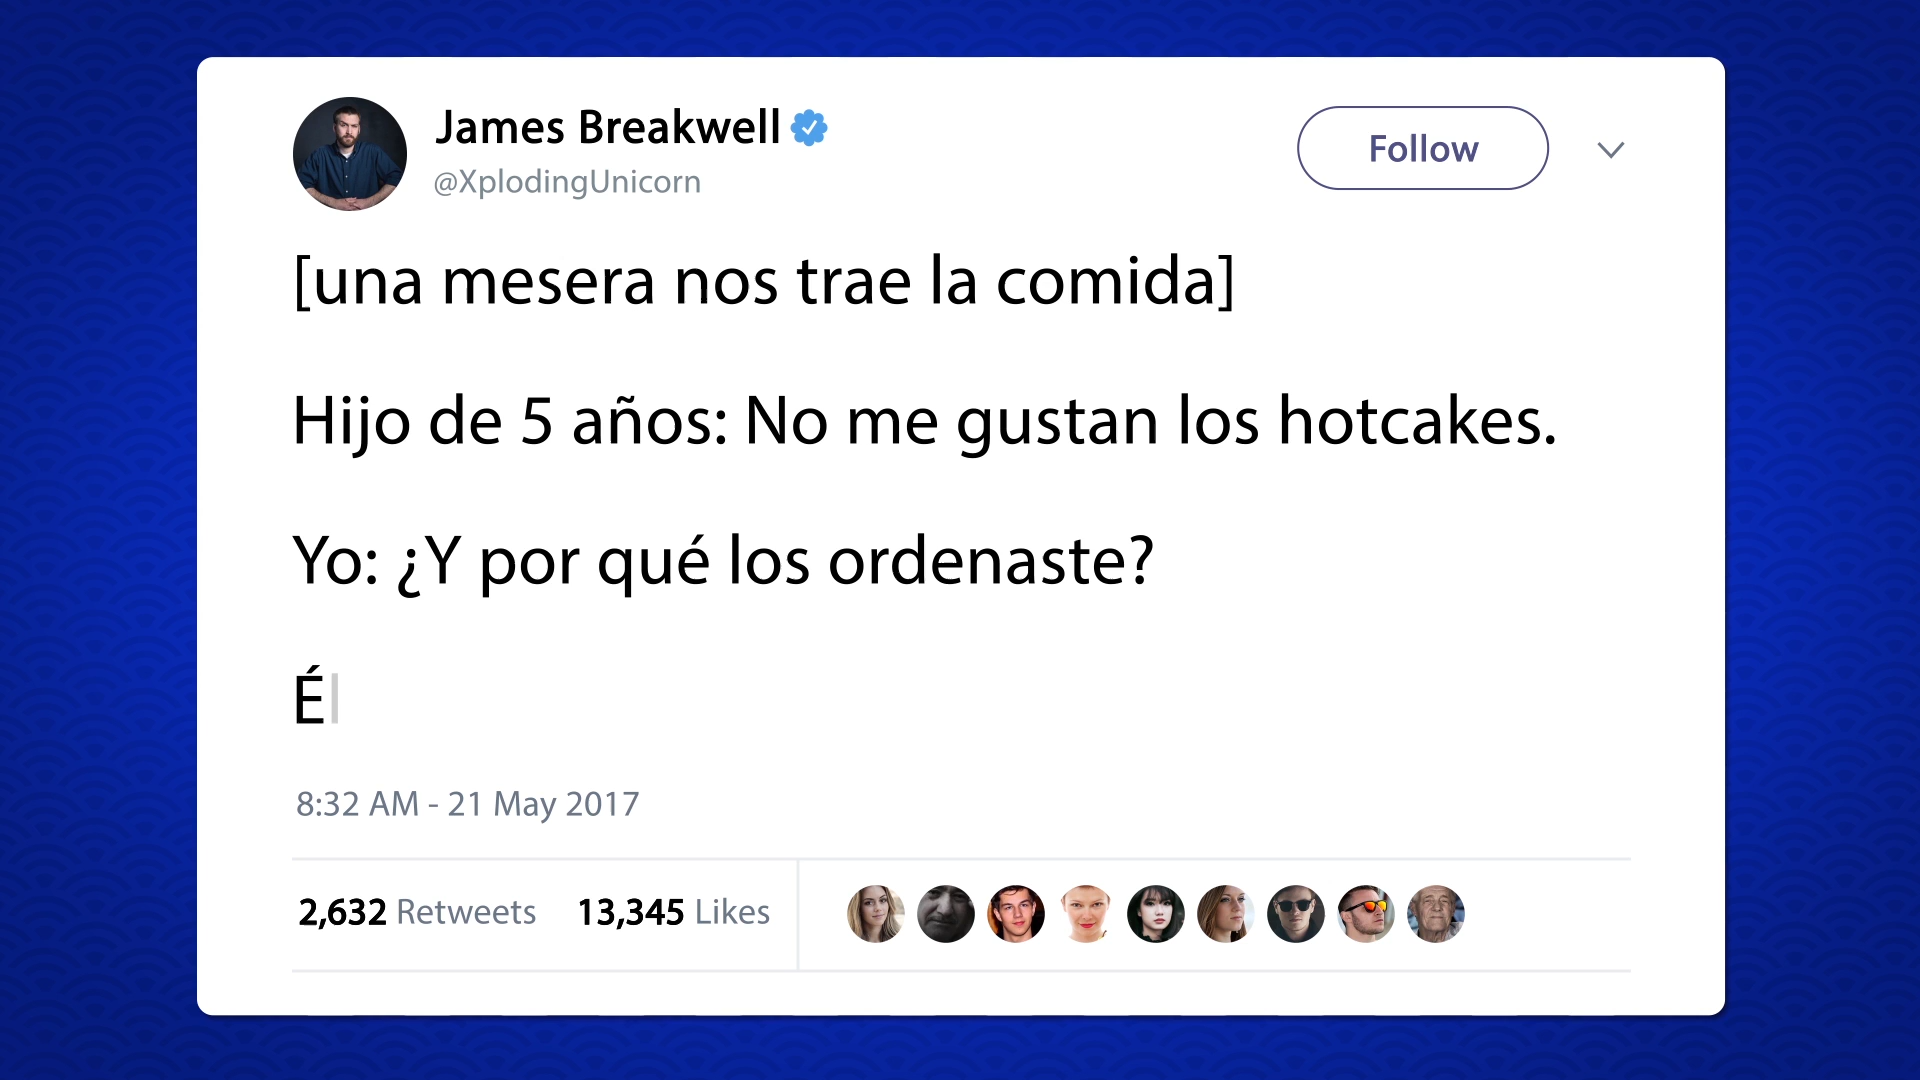 James Breakwell
@XplodingUnicorn
Follow
[una mesera nos trae la comida]
Hijo de 5 años: No me gustan los hotcakes.
Yo: ¿Y por qué los ordenaste?
Él
8:32 AM - 21 May 2017
2,632 Retweets 13,345 Likes